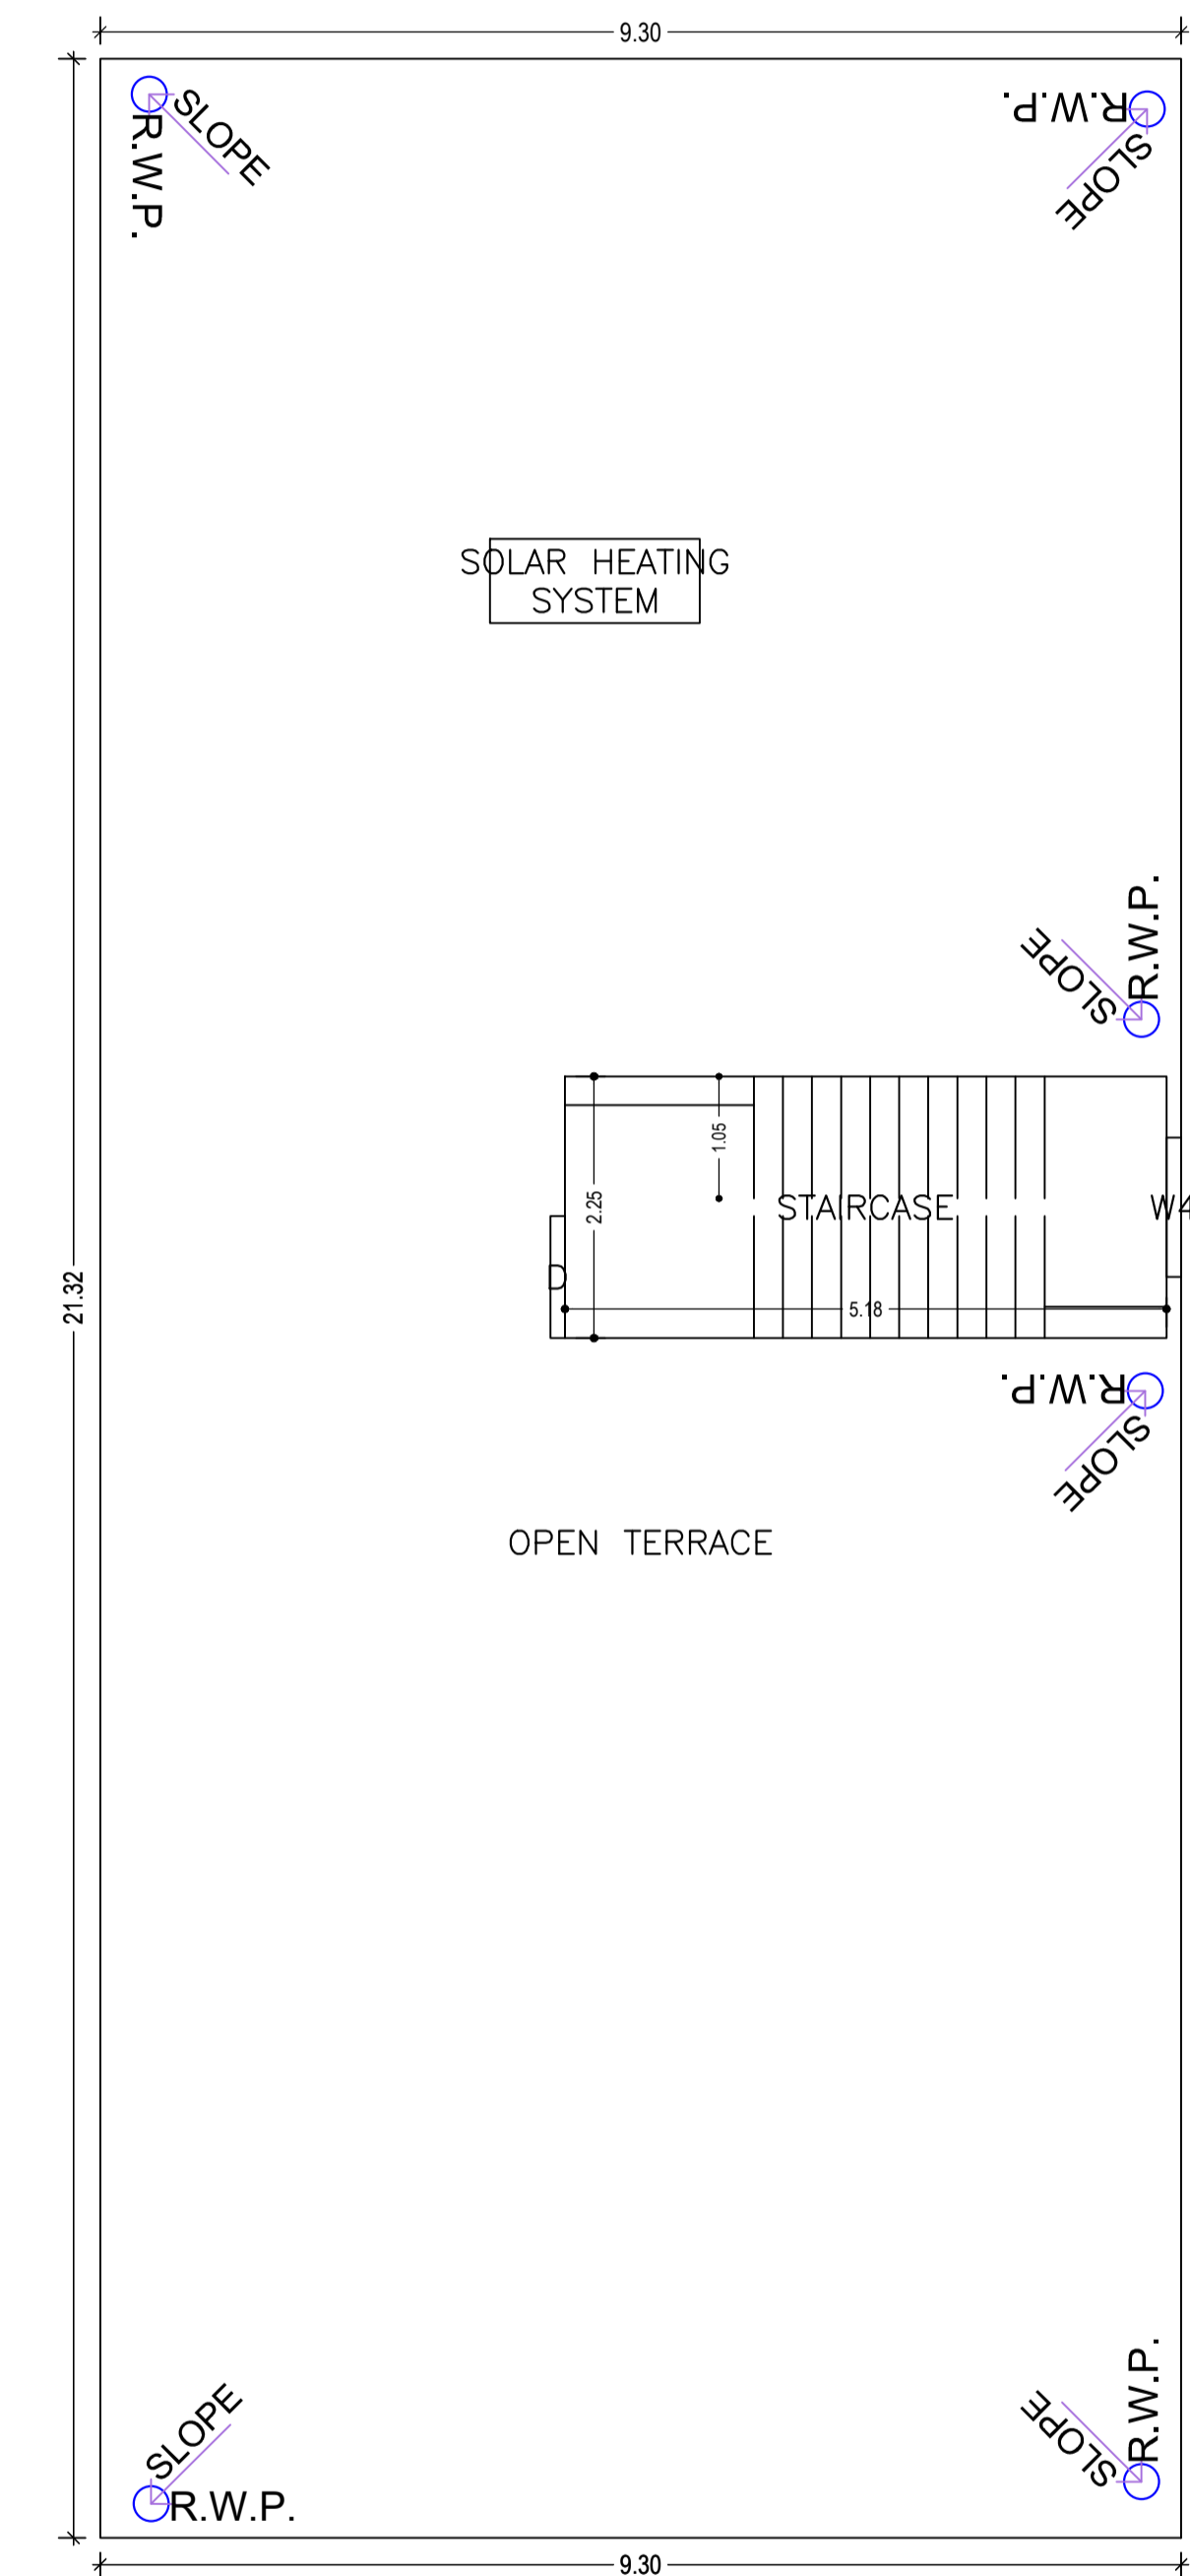 9.30
SLOPE
R.W.P.
R.W.P.
SLOPE
SOLAR HEATING
SYSTEM
R.W.P.
SLOPE
1.05
2.25
STAIRCASE
W4
D
5.18
21.32
R.W.P.
SLOPE
OPEN TERRACE
SLOPE
R.W.P.
R.W.P.
SLOPE
9.30